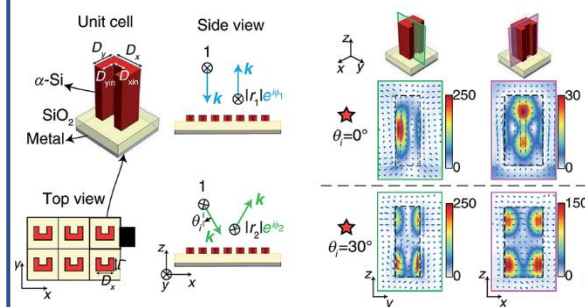 Unit cell
D_y
D_x
D_yin
D_xin
α-Si
SiO₂
Metal
Top view
y
x
D_x
Γ
Side view
1
k
k
|r₁|e^{iφ₁}
1
k
k
θ_i
|r₂|e^{iφ₂}
z
y
x
z
x
y
θ_i=0°
250
0
30
0
θ_i=30°
250
0
150
0
z
y
z
x